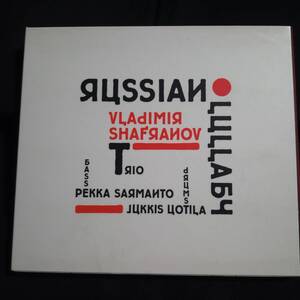 RUSSIAN
LULLABY
VLADIMIR
SHAFRANOV
TRIO
BASS
PEKKA SARMANTO
DRUMS
JUKKIS UOTILA